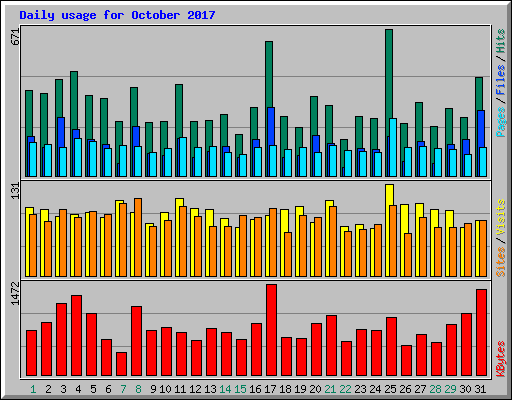 Daily usage for October 2017
671
Pages / Files / Hits
131
Sites / Visits
1472
KBytes
1 2 3 4 5 6 7 8 9 10 11 12 13 14 15 16 17 18 19 20 21 22 23 24 25 26 27 28 29 30 31